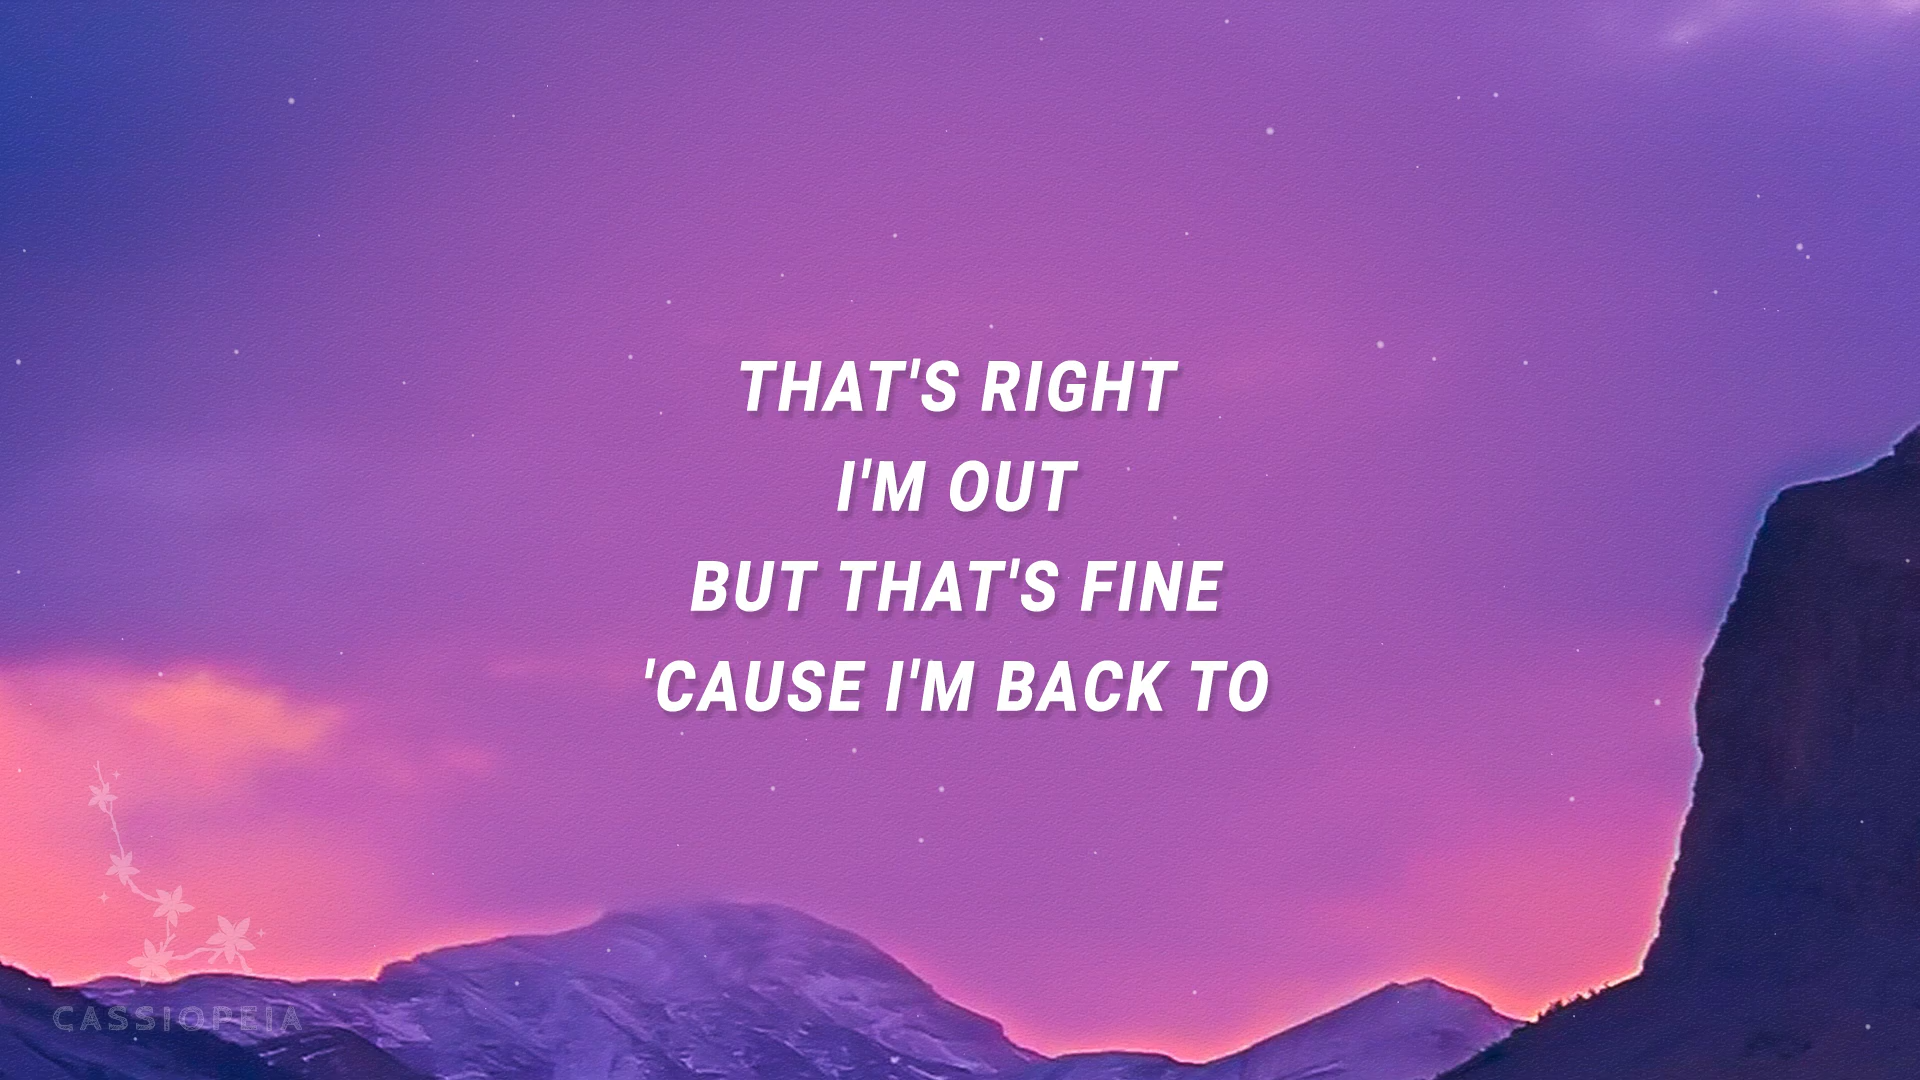 THAT'S RIGHT
I'M OUT
BUT THAT'S FINE
'CAUSE I'M BACK TO
CASSIOPEIA